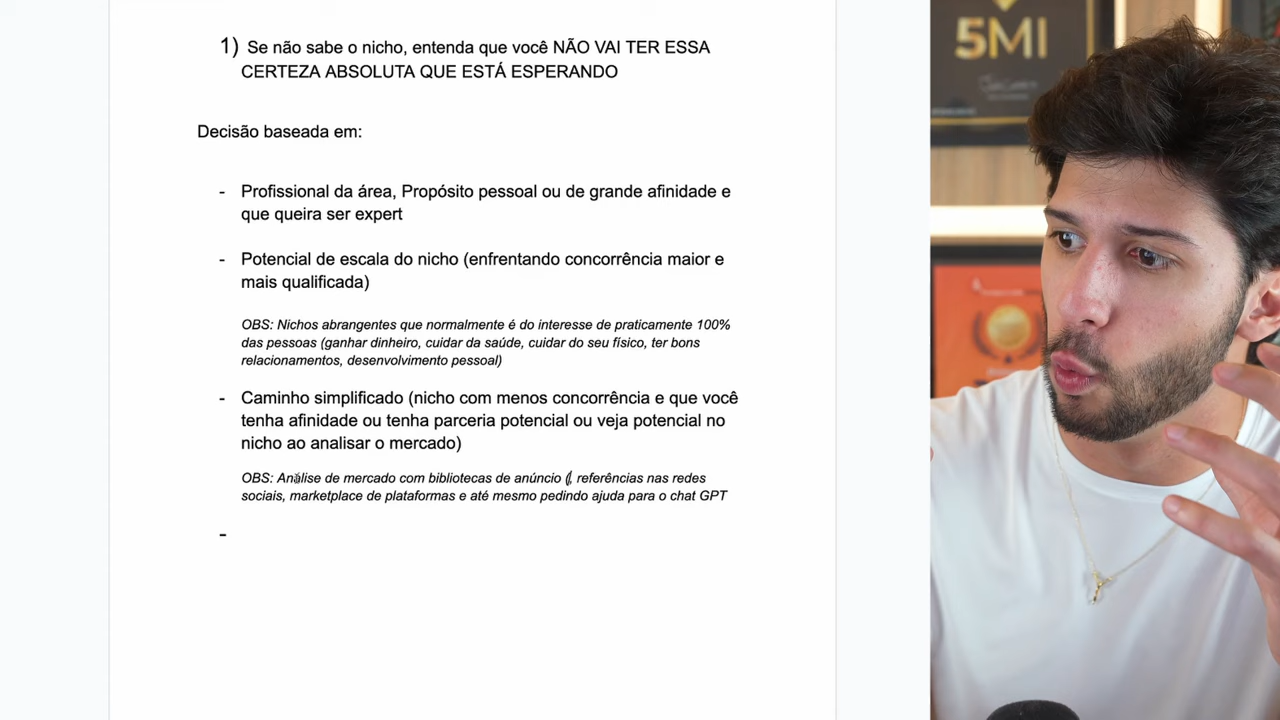 1) Se não sabe o nicho, entenda que você NÃO VAI TER ESSA
CERTEZA ABSOLUTA QUE ESTÁ ESPERANDO
Decisão baseada em:
- Profissional da área, Propósito pessoal ou de grande afinidade e
que queira ser expert
- Potencial de escala do nicho (enfrentando concorrência maior e
mais qualificada)
OBS: Nichos abrangentes que normalmente é do interesse de praticamente 100%
das pessoas (ganhar dinheiro, cuidar da saúde, cuidar do seu físico, ter bons
relacionamentos, desenvolvimento pessoal)
- Caminho simplificado (nicho com menos concorrência e que você
tenha afinidade ou tenha parceria potencial ou veja potencial no
nicho ao analisar o mercado)
OBS: Análise de mercado com bibliotecas de anúncio (, referências nas redes
sociais, marketplace de plataformas e até mesmo pedindo ajuda para o chat GPT
-
5MI